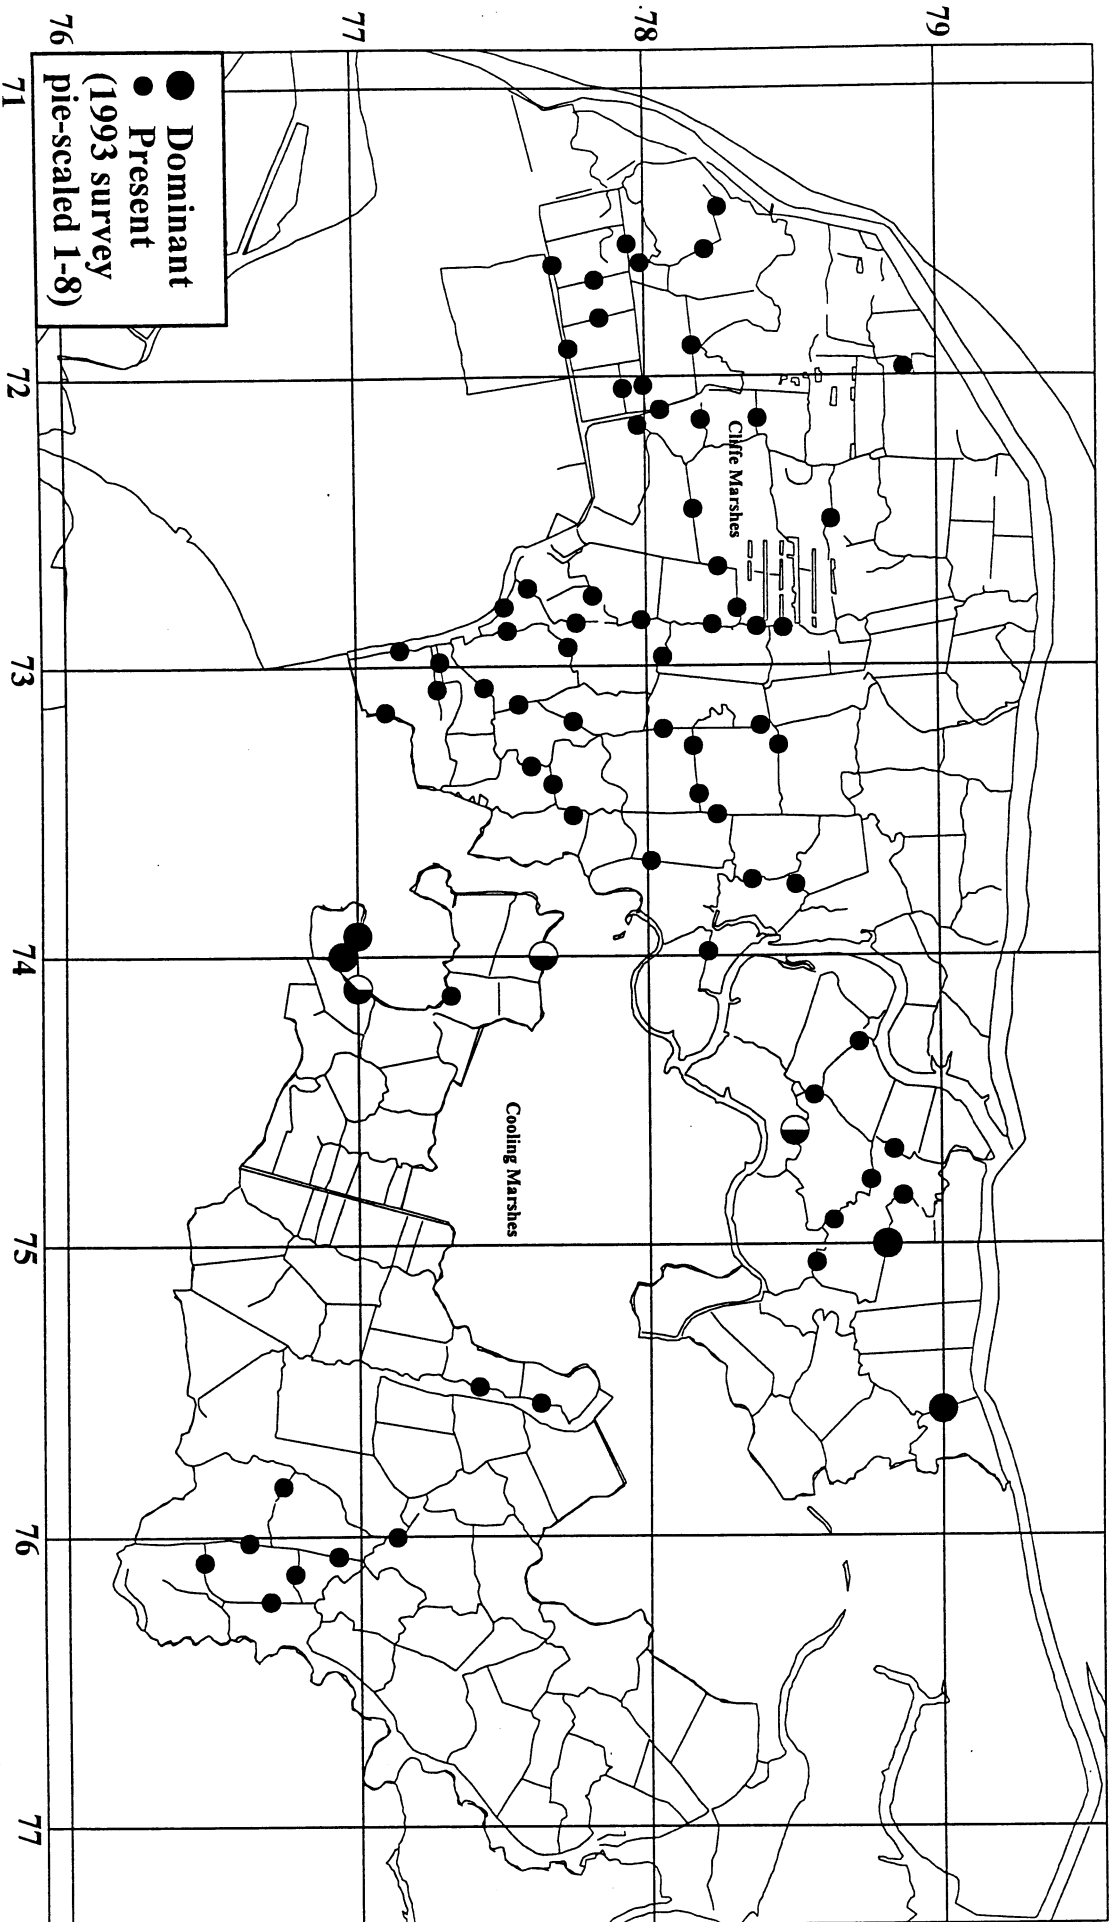 79
78
77
76
Dominant
Present
(1993 survey
pie-scaled 1-8)
71
72
73
74
75
76
77
Cliffe Marshes
Cooling Marshes